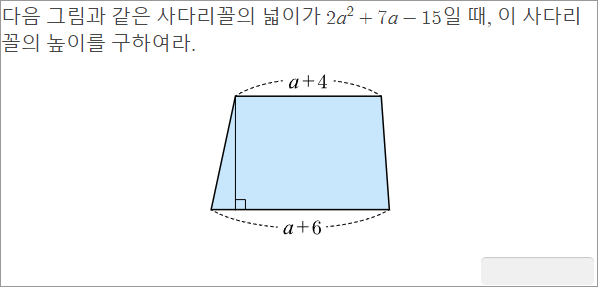 다음 그림과 같은 사다리꼴의 넓이가 $2a^2 + 7a - 15$일 때, 이 사다리
꼴의 높이를 구하여라.
a+4
a+6